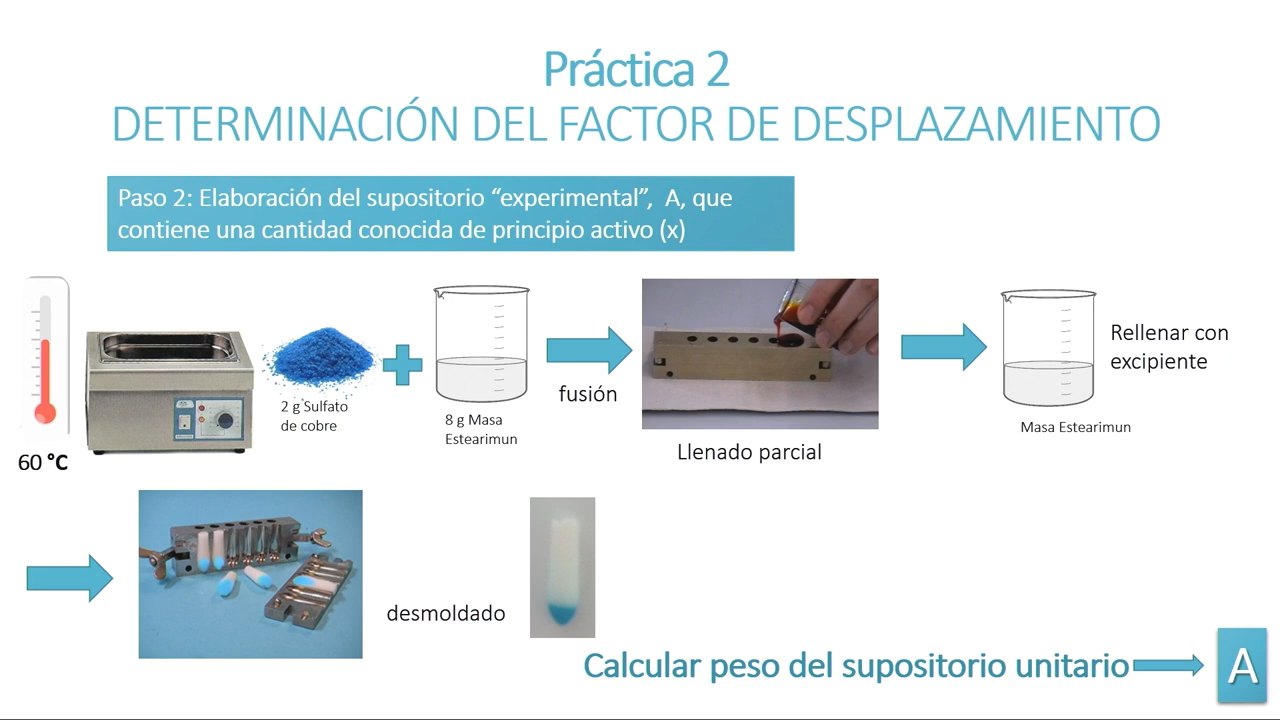 Práctica 2
DETERMINACIÓN DEL FACTOR DE DESPLAZAMIENTO
Paso 2: Elaboración del supositorio “experimental”, A, que
contiene una cantidad conocida de principio activo (x)
60 °C
2 g Sulfato
de cobre
8 g Masa
Estearimun
fusión
Llenado parcial
Rellenar con
excipiente
Masa Estearimun
desmoldado
Calcular peso del supositorio unitario
A